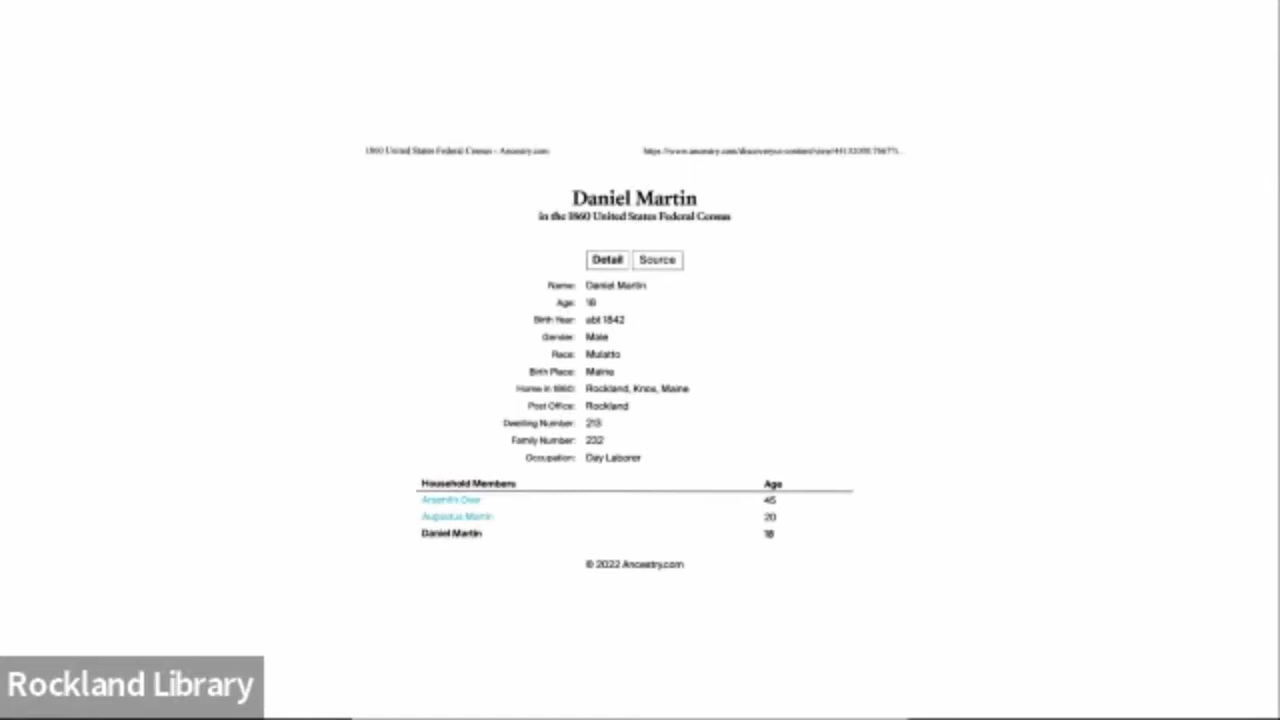 1860 United States Federal Census - Ancestry.com
Daniel Martin
in the 1860 United States Federal Census
Detail Source
Name: Daniel Martin
Age: 18
Birth Year: abt 1842
Gender: Male
Race: Mulatto
Birth Place: Maine
Home in 1860: Rockland, Knox, Maine
Post Office: Rockland
Dwelling Number: 213
Family Number: 232
Occupation: Day Laborer
Household Members Age
45
Augustus Martin 20
Daniel Martin 18
© 2022 Ancestry.com
Rockland Library